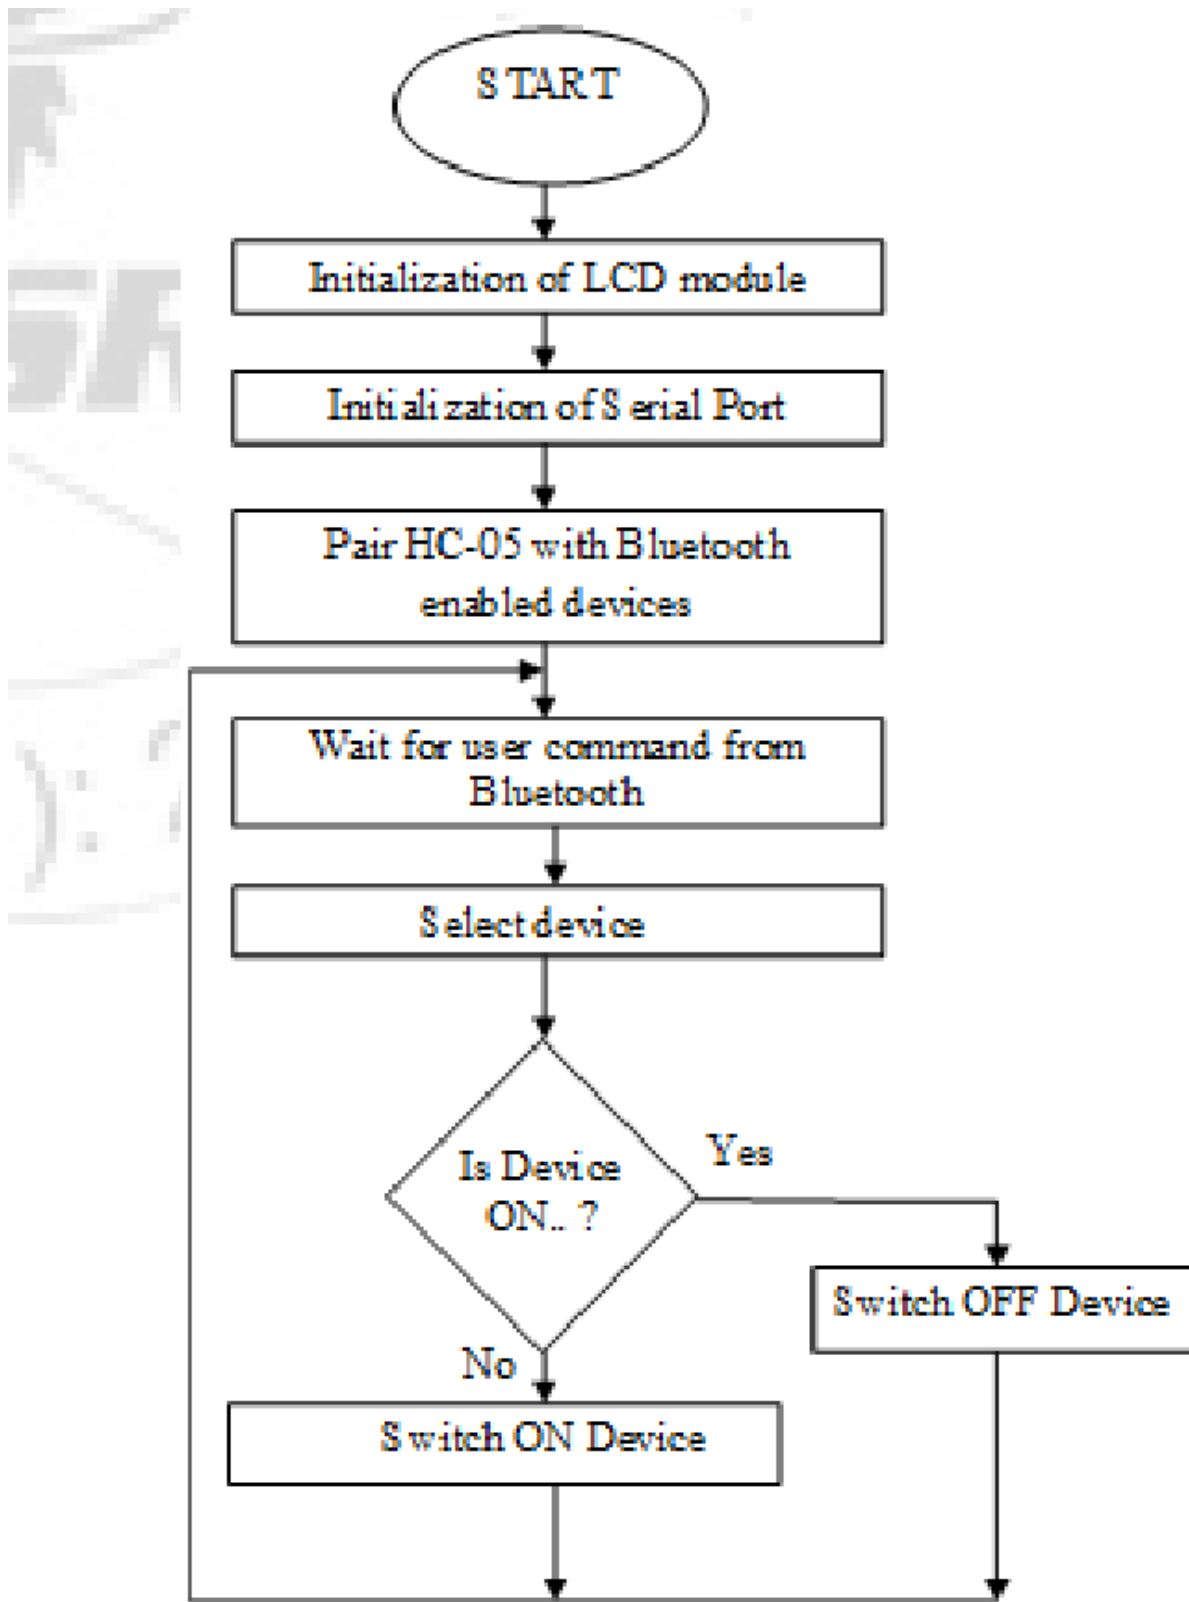 START
Initialization of LCD module
Initialization of Serial Port
Pair HC-05 with Bluetooth
enabled devices
Wait for user command from
Bluetooth
Select device
Is Device
ON.. ?
Yes
Switch OFF Device
No
Switch ON Device